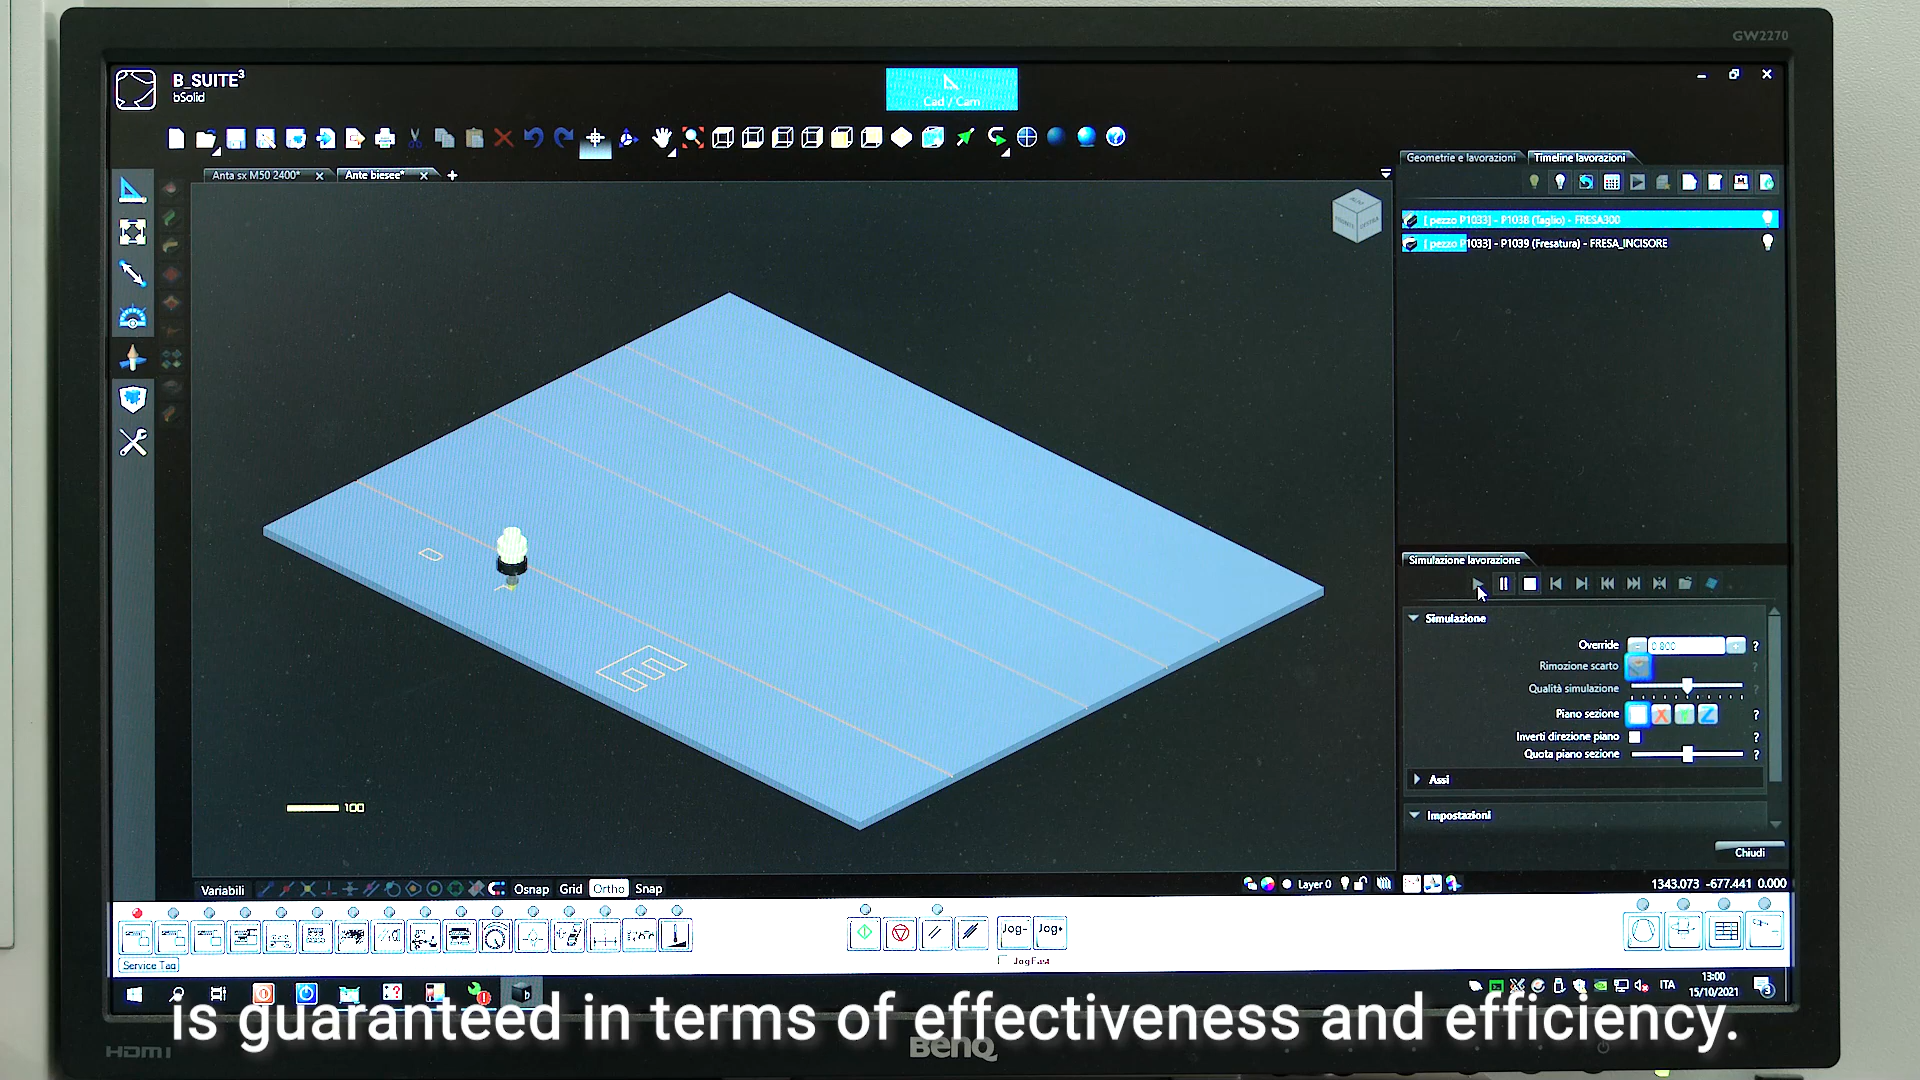 GW2270
B_SUITE³
bSolid
Cad / Cam
Anta sx M50 2400*
Ante biesee*
Geometrie e lavorazioni
Timeline lavorazioni
[ pezzo P1033] - P1038 (Taglio) - FRESA300
[ pezzo P1033] - P1039 (Fresatura) - FRESA_INCISORE
Simulazione lavorazione
Simulazione
Override
0.800
?
Rimozione scarto
?
Qualità simulazione
?
Piano sezione
X
Y
Z
?
Inverti direzione piano
?
Quota piano sezione
?
Assi
Impostazioni
Chiudi
100
Variabili
Osnap
Grid
Ortho
Snap
Layer 0
1343.073 -677.441 0.000
Jog-
Jog+
JogFast
Service Tag
ITA
13:00
15/10/2021
is guaranteed in terms of effectiveness and efficiency.
HDMI
BenQ